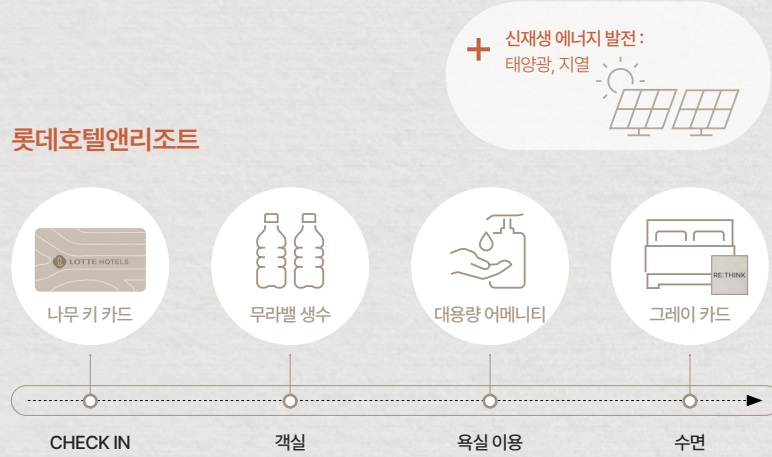 신재생 에너지 발전 :
태양광, 지열
롯데호텔앤리조트
LOTTE HOTELS
RE:THINK
나무 키 카드
무라밸 생수
대용량 어메니티
그레이 카드
CHECK IN
객실
욕실 이용
수면